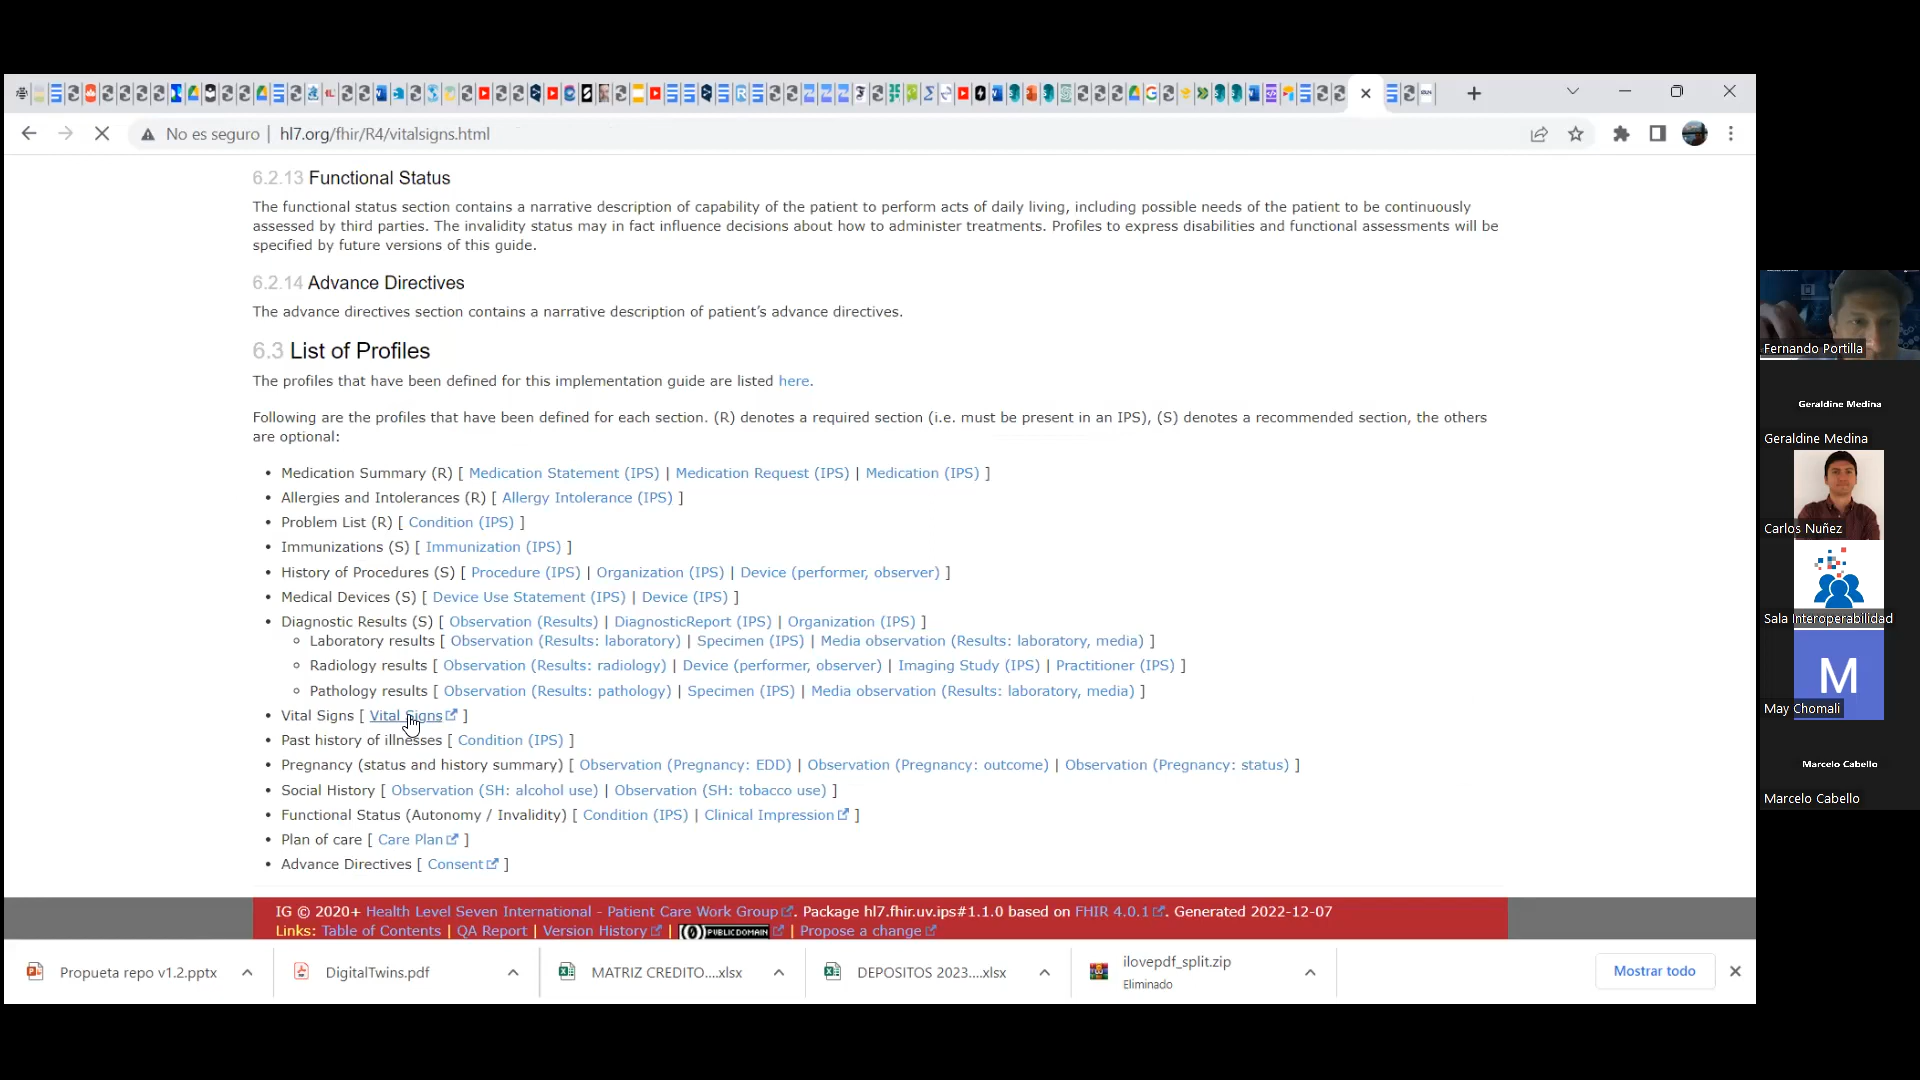 No es seguro | hl7.org/fhir/R4/vitalsigns.html
6.2.13 Functional Status
The functional status section contains a narrative description of capability of the patient to perform acts of daily living, including possible needs of the patient to be continuously
assessed by third parties. The invalidity status may in fact influence decisions about how to administer treatments. Profiles to express disabilities and functional assessments will be
specified by future versions of this guide.
6.2.14 Advance Directives
The advance directives section contains a narrative description of patient’s advance directives.
6.3 List of Profiles
The profiles that have been defined for this implementation guide are listed here.
Following are the profiles that have been defined for each section. (R) denotes a required section (i.e. must be present in an IPS), (S) denotes a recommended section, the others
are optional:
• Medication Summary (R) [ Medication Statement (IPS) | Medication Request (IPS) | Medication (IPS) ]
• Allergies and Intolerances (R) [ Allergy Intolerance (IPS) ]
• Problem List (R) [ Condition (IPS) ]
• Immunizations (S) [ Immunization (IPS) ]
• History of Procedures (S) [ Procedure (IPS) | Organization (IPS) | Device (performer, observer) ]
• Medical Devices (S) [ Device Use Statement (IPS) | Device (IPS) ]
• Diagnostic Results (S) [ Observation (Results) | DiagnosticReport (IPS) | Organization (IPS) ]
◦ Laboratory results [ Observation (Results: laboratory) | Specimen (IPS) | Media observation (Results: laboratory, media) ]
◦ Radiology results [ Observation (Results: radiology) | Device (performer, observer) | Imaging Study (IPS) | Practitioner (IPS) ]
◦ Pathology results [ Observation (Results: pathology) | Specimen (IPS) | Media observation (Results: laboratory, media) ]
• Vital Signs [ Vital Signs ]
• Past history of illnesses [ Condition (IPS) ]
• Pregnancy (status and history summary) [ Observation (Pregnancy: EDD) | Observation (Pregnancy: outcome) | Observation (Pregnancy: status) ]
• Social History [ Observation (SH: alcohol use) | Observation (SH: tobacco use) ]
• Functional Status (Autonomy / Invalidity) [ Condition (IPS) | Clinical Impression ]
• Plan of care [ Care Plan ]
• Advance Directives [ Consent ]
IG © 2020+ Health Level Seven International - Patient Care Work Group. Package hl7.fhir.uv.ips#1.1.0 based on FHIR 4.0.1. Generated 2022-12-07
Links: Table of Contents | QA Report | Version History | PUBLIC DOMAIN | Propose a change
Propueta repo v1.2.pptx
DigitalTwins.pdf
MATRIZ CREDITO....xlsx
DEPOSITOS 2023....xlsx
ilovepdf_split.zip
Eliminado
Mostrar todo
Fernando Portilla
Geraldine Medina
Geraldine Medina
Carlos Nuñez
Sala Interoperabilidad
M
May Chomali
Marcelo Cabello
Marcelo Cabello